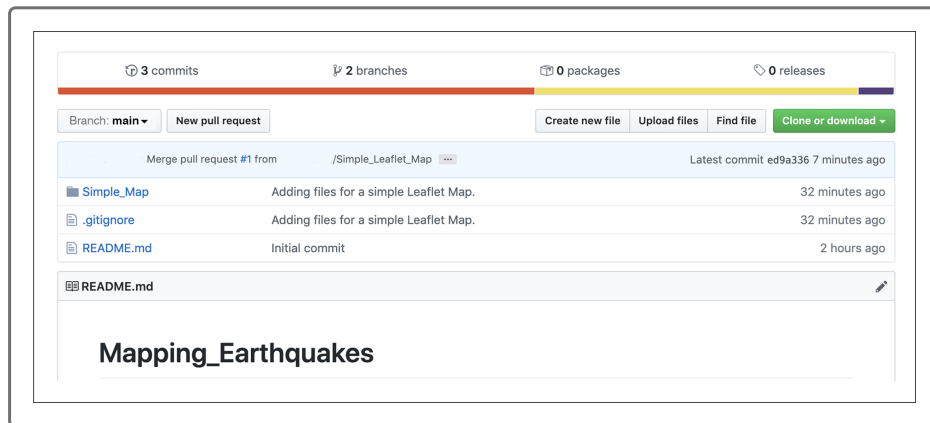 3 commits 2 branches 0 packages 0 releases
Branch: main New pull request Create new file Upload files Find file Clone or download
Merge pull request #1 from /Simple_Leaflet_Map ... Latest commit ed9a336 7 minutes ago
Simple_Map Adding files for a simple Leaflet Map. 32 minutes ago
.gitignore Adding files for a simple Leaflet Map. 32 minutes ago
README.md Initial commit 2 hours ago
README.md
Mapping_Earthquakes